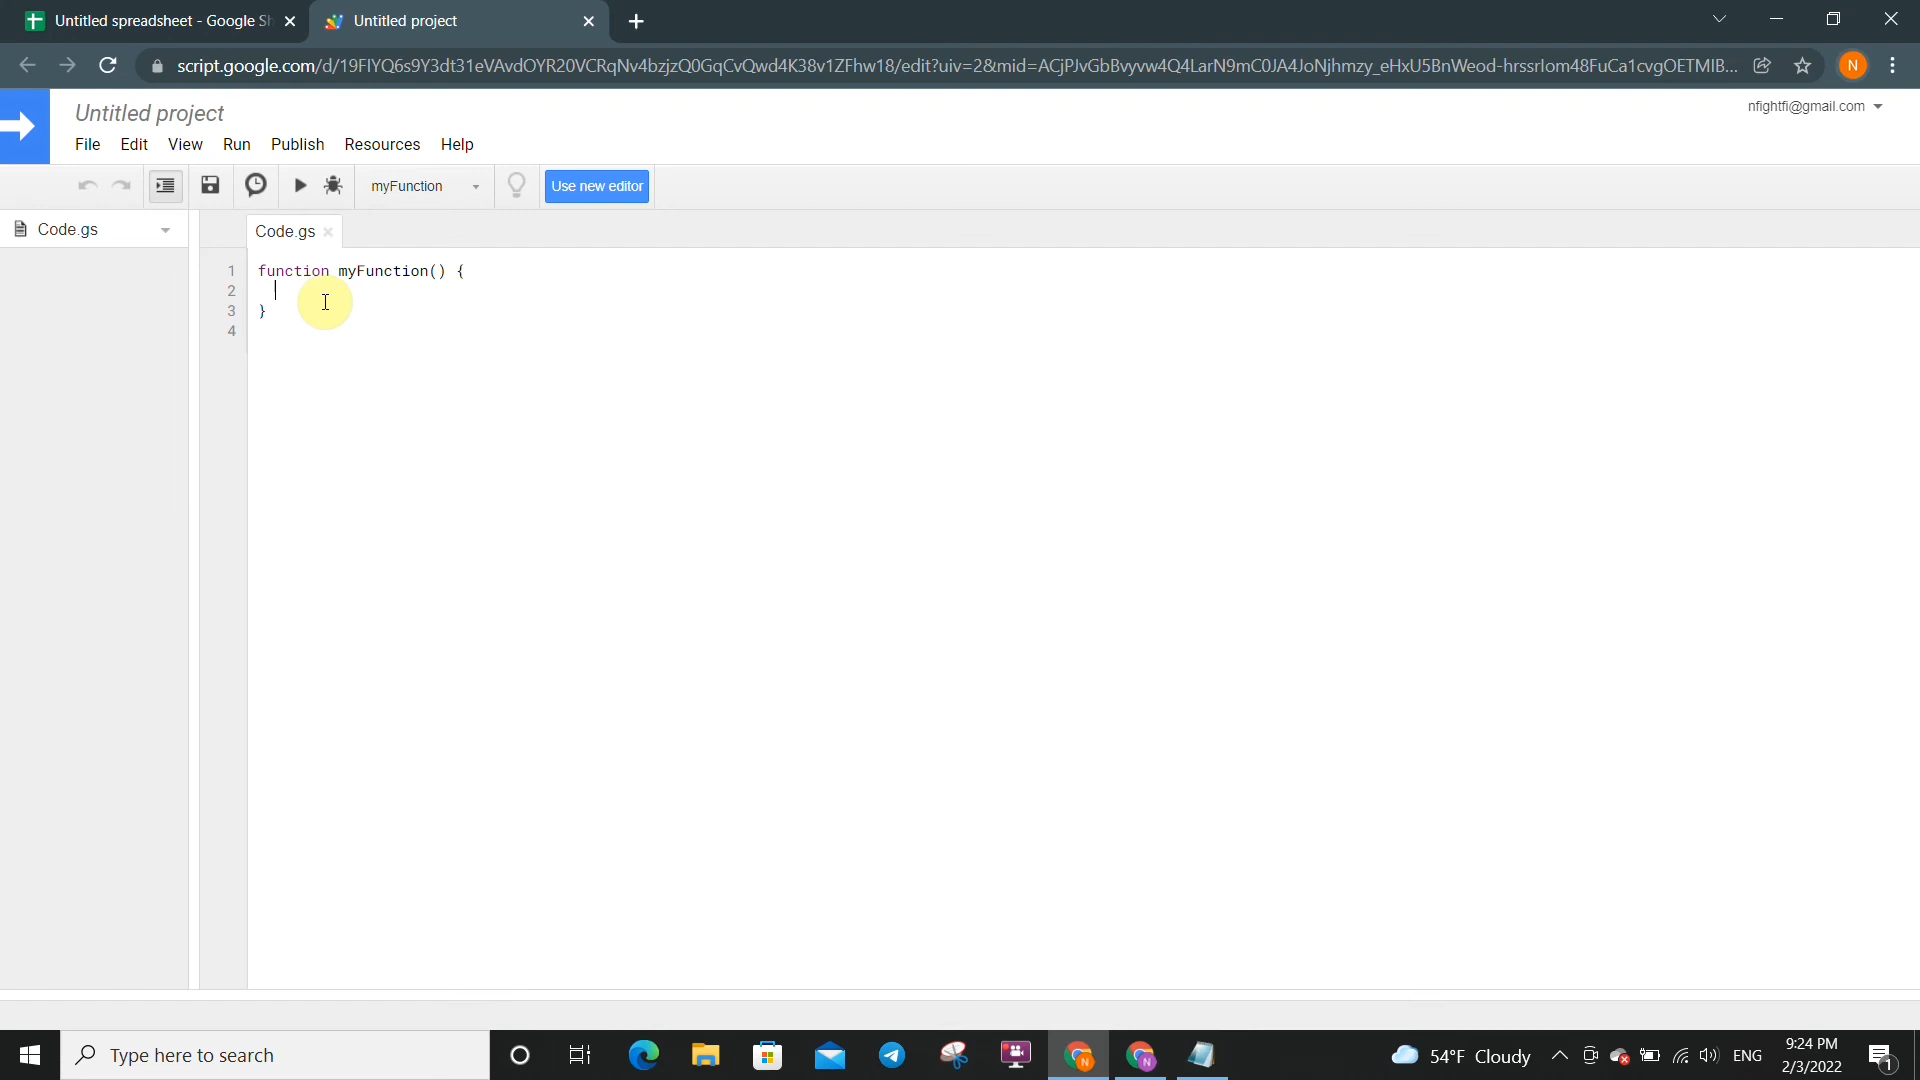 Untitled spreadsheet - Google Sh
Untitled project
script.google.com/d/19FIYQ6s9Y3dt31eVAvdOYR20VCRqNv4bzjzQ0GqCvQwd4K38v1ZFhw18/edit?uiv=2&mid=ACjPJvGbBvyvw4Q4LarN9mC0JA4JoNjhmzy_eHxU5BnWeod-hrssrIom48FuCa1cvgOETMIB...
N
Untitled project
nfightfi@gmail.com
File Edit View Run Publish Resources Help
myFunction
Use new editor
Code.gs
Code.gs
1 function myFunction() {
2
3 }
4
Type here to search
N
N
54°F Cloudy
ENG
9:24 PM
2/3/2022
1